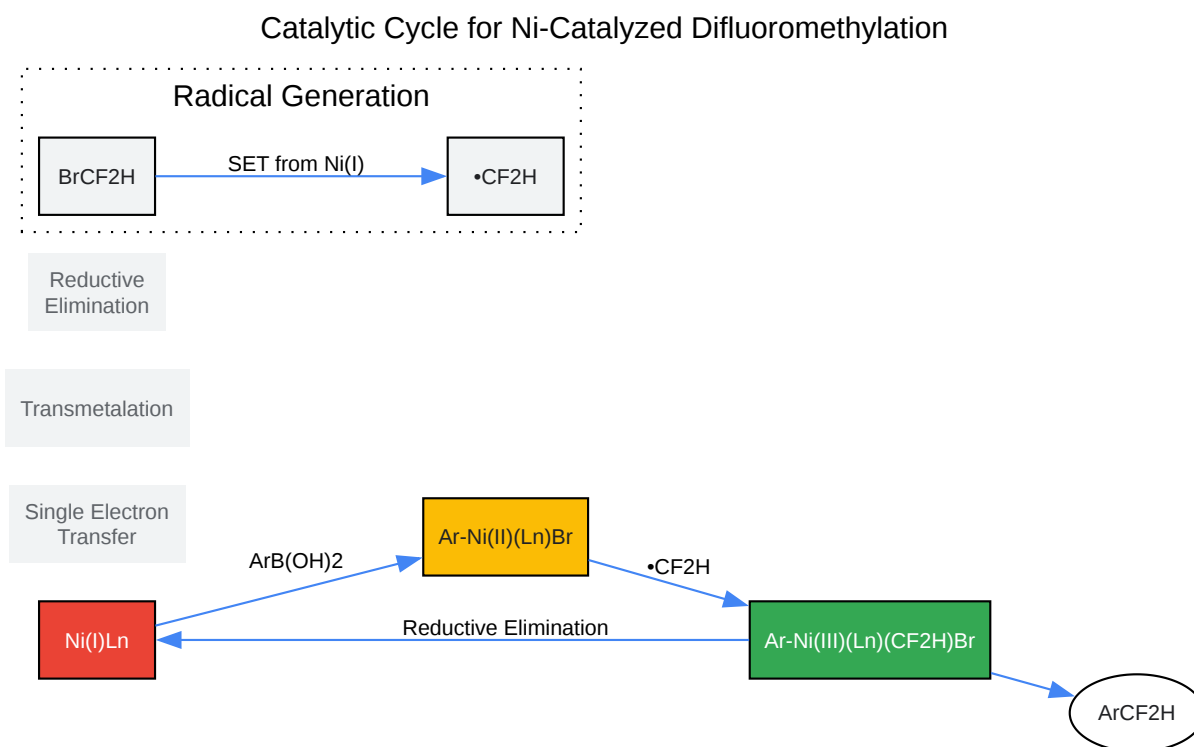 Catalytic Cycle for Ni-Catalyzed Difluoromethylation
Radical Generation
BrCF2H
SET from Ni(I)
•CF2H
Reductive
Elimination
Transmetalation
Single Electron
Transfer
Ar-Ni(II)(Ln)Br
ArB(OH)2
•CF2H
Ni(I)Ln
Reductive Elimination
Ar-Ni(III)(Ln)(CF2H)Br
ArCF2H